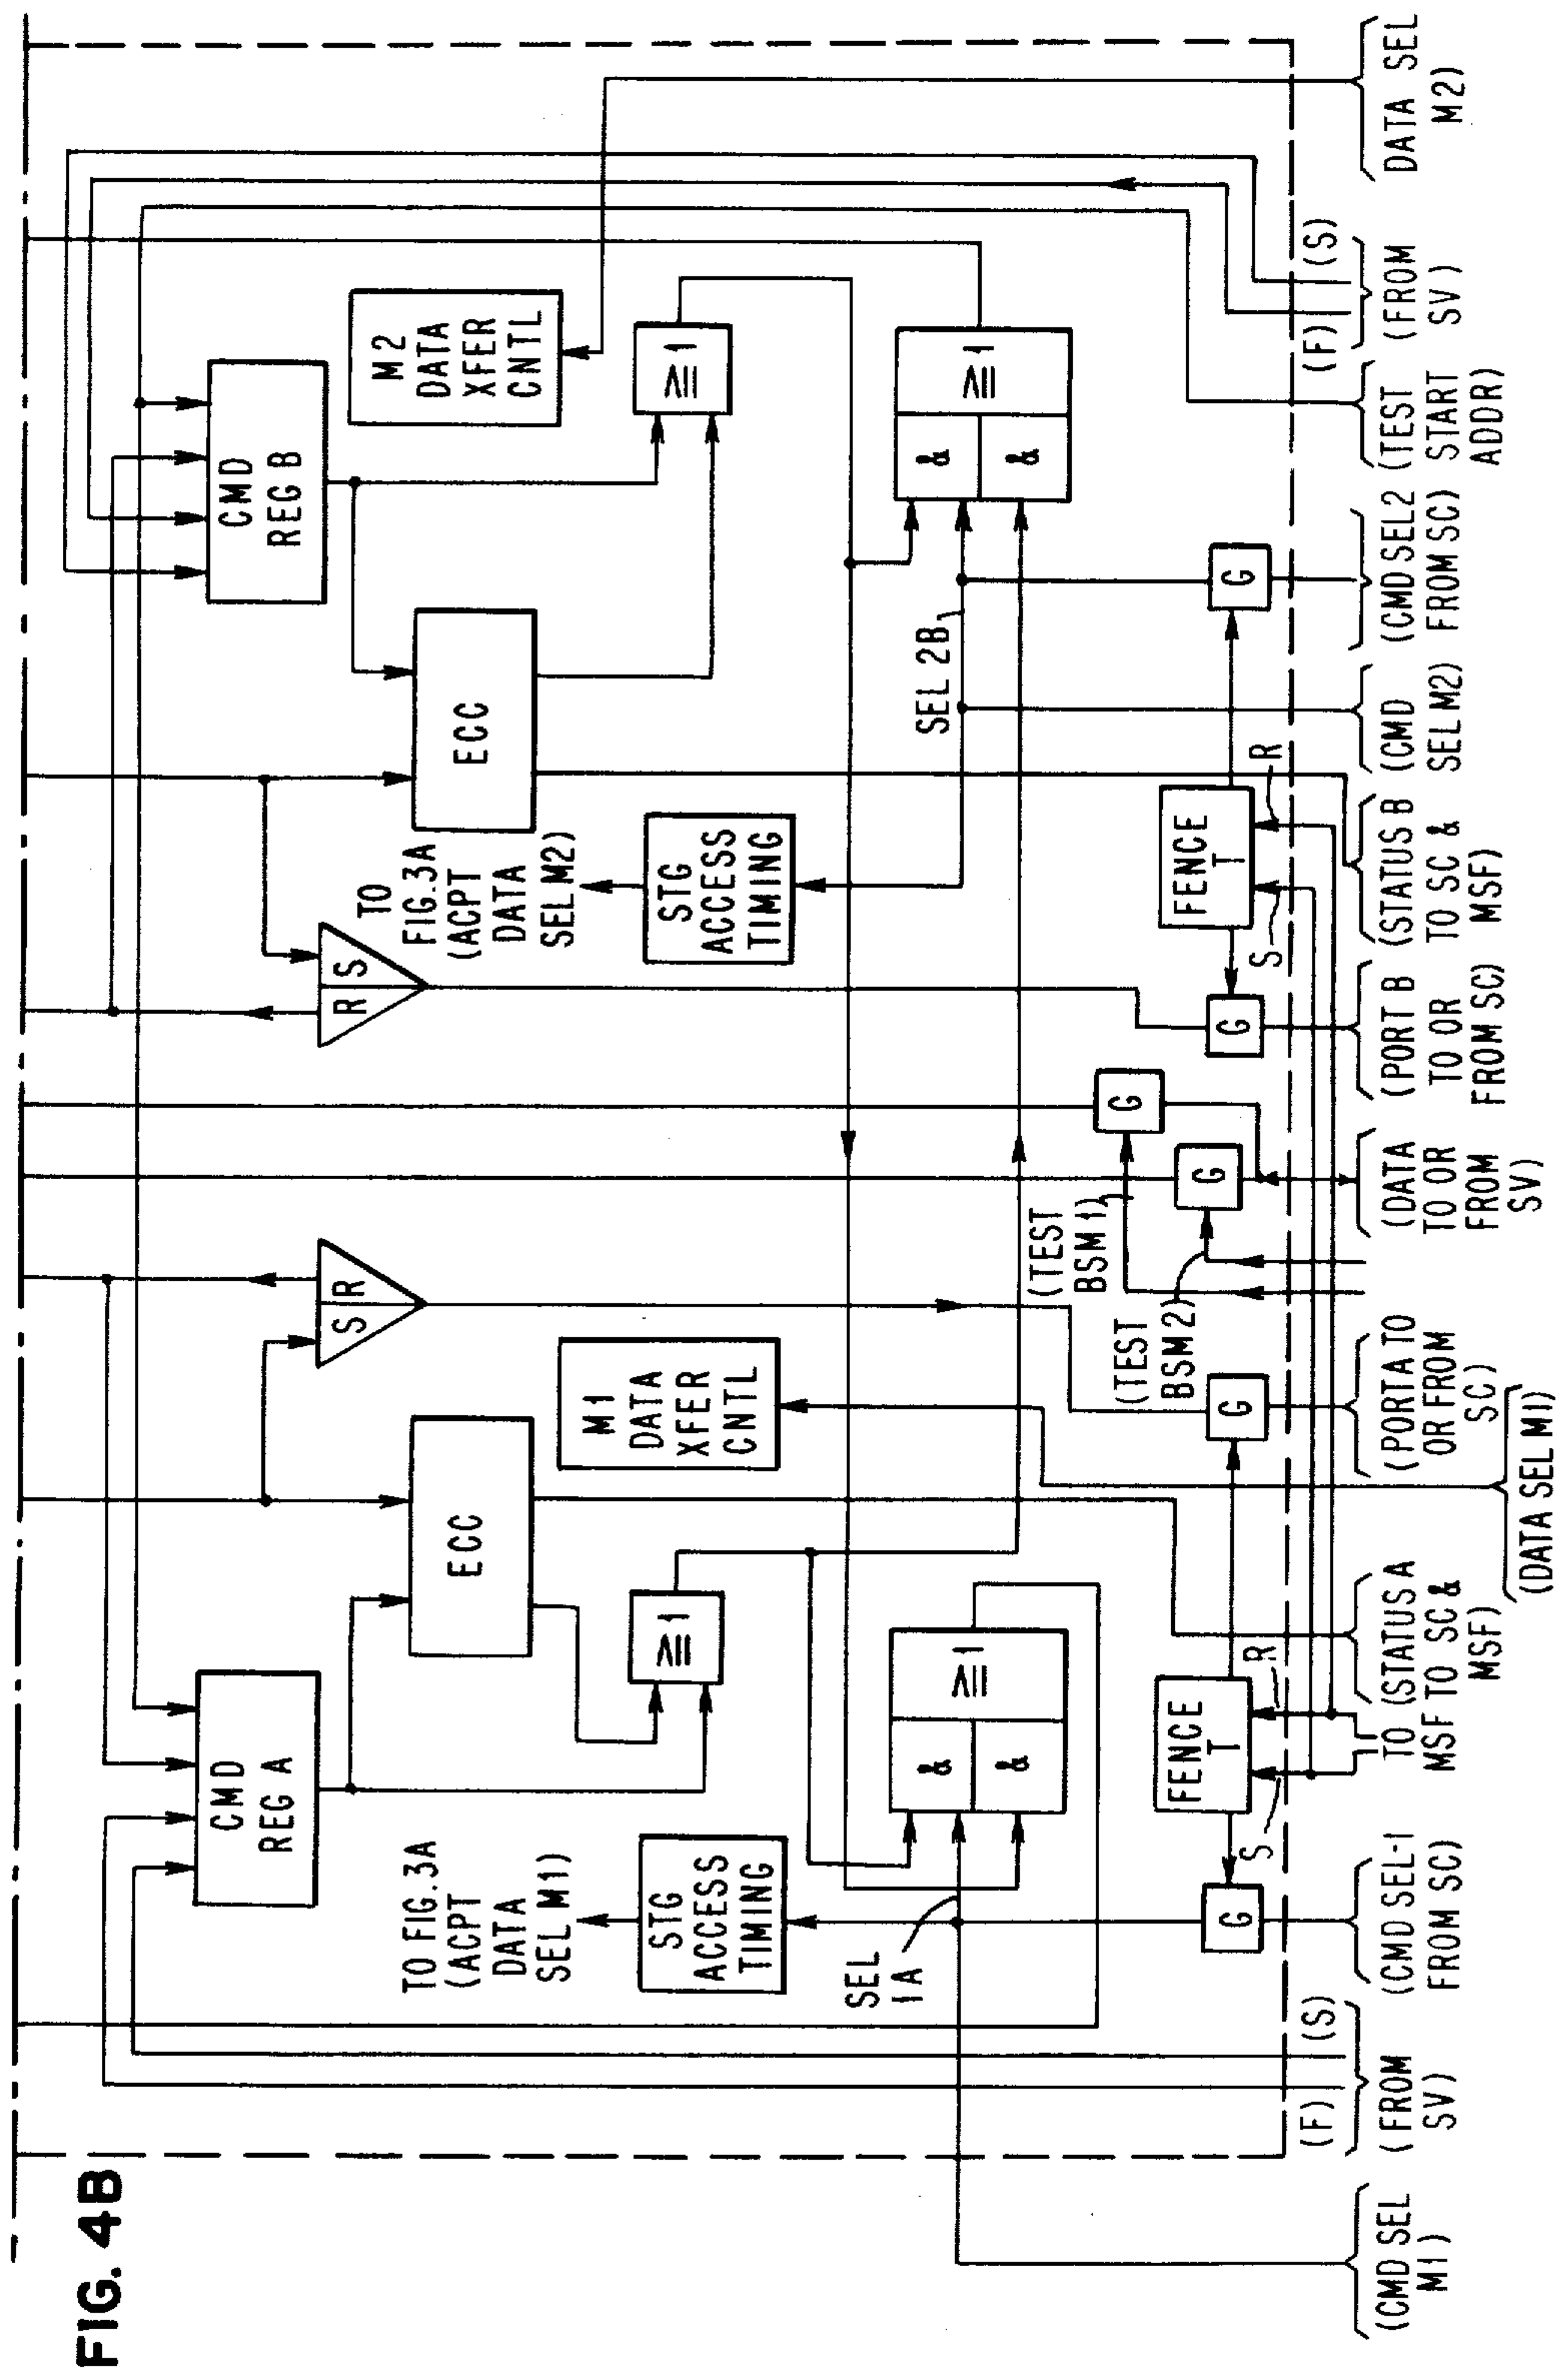 FIG. 4B
CMD
REG A
CMD
REG B
ECC
ECC
S R
R S
TO FIG. 3A
(ACPT
DATA
SEL M1)
STG
ACCESS
TIMING
≥1
M1
DATA
XFER
CNTL
TO
FIG. 3A
(ACPT
DATA
SEL M2)
STG
ACCESS
TIMING
M2
DATA
XFER
CNTL
≥1
SEL
1A
&
&
≥1
SEL 2B
&
&
≥1
(TEST
BSM1)
(TEST
BSM2)
G
G
G
FENCE
T
S
R
G
G
FENCE
T
S
R
G
(CMD SEL
M1)
(F)
(S)
(FROM
SV)
(CMD SEL-1
FROM SC)
TO (STATUS A
MSF TO SC &
MSF)
(DATA SEL M1)
(PORT A TO
OR FROM
SC)
(DATA
TO OR
FROM
SV)
(PORT B
TO OR
FROM SC)
(STATUS B
TO SC &
MSF)
(CMD
SEL M2)
(CMD SEL2
FROM SC)
(TEST
START
ADDR)
(F)
(S)
(FROM
SV)
DATA SEL
M2)